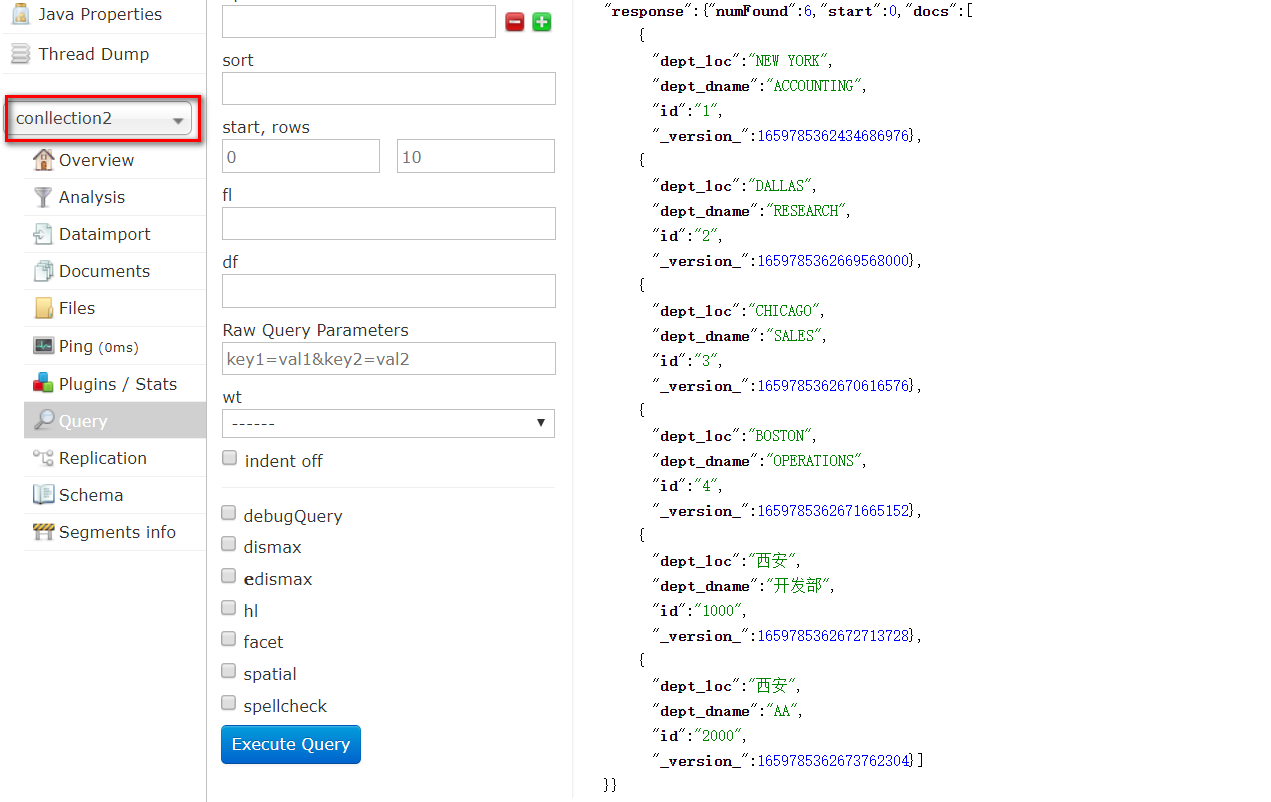 Java Properties
Thread Dump
conllection2
Overview
Analysis
Dataimport
Documents
Files
Ping (0ms)
Plugins / Stats
Query
Replication
Schema
Segments info
sort
start, rows
0 10
fl
df
Raw Query Parameters
key1=val1&key2=val2
wt
------
indent off
debugQuery
dismax
edismax
hl
facet
spatial
spellcheck
Execute Query
"response":{"numFound":6,"start":0,"docs":[
{
"dept_loc":"NEW YORK",
"dept_dname":"ACCOUNTING",
"id":"1",
"_version_":1659785362434686976},
{
"dept_loc":"DALLAS",
"dept_dname":"RESEARCH",
"id":"2",
"_version_":1659785362669568000},
{
"dept_loc":"CHICAGO",
"dept_dname":"SALES",
"id":"3",
"_version_":1659785362670616576},
{
"dept_loc":"BOSTON",
"dept_dname":"OPERATIONS",
"id":"4",
"_version_":1659785362671665152},
{
"dept_loc":"西安",
"dept_dname":"开发部",
"id":"1000",
"_version_":1659785362672713728},
{
"dept_loc":"西安",
"dept_dname":"AA",
"id":"2000",
"_version_":1659785362673762304}]
}}